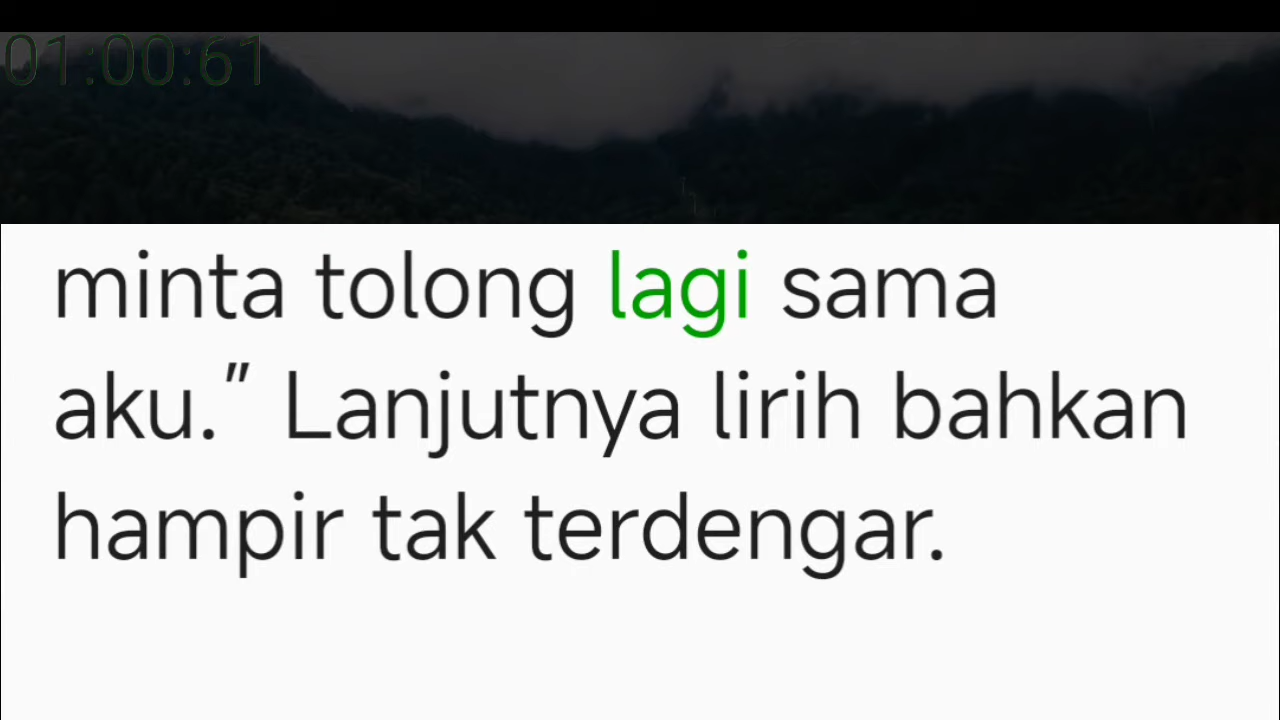 01:00:61
minta tolong lagi sama
aku." Lanjutnya lirih bahkan
hampir tak terdengar.